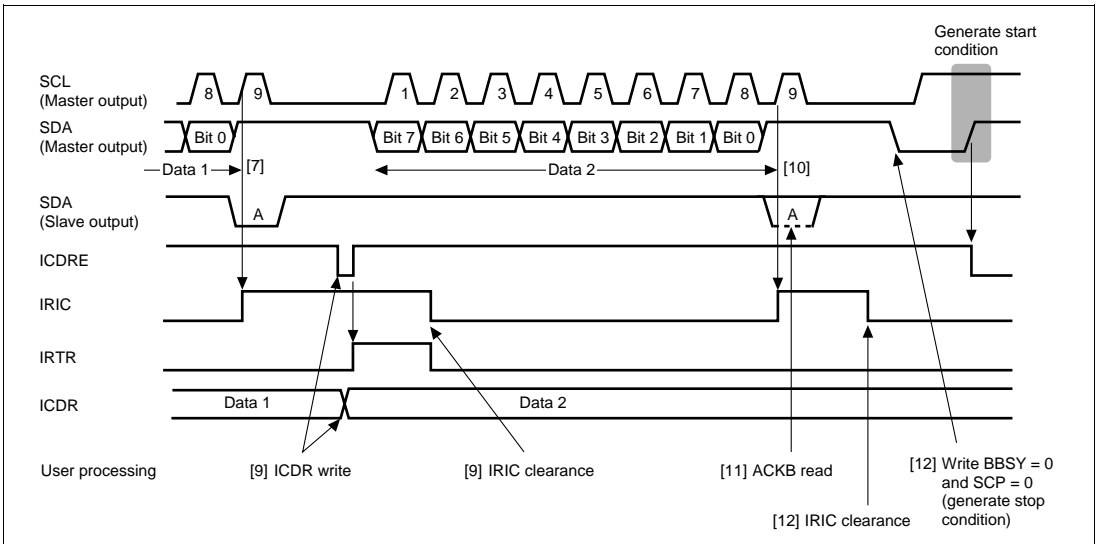 Generate start
condition
SCL
(Master output)
8 9 1 2 3 4 5 6 7 8 9
SDA
(Master output)
Bit 0 Bit 7 Bit 6 Bit 5 Bit 4 Bit 3 Bit 2 Bit 1 Bit 0
Data 1 [7] Data 2 [10]
SDA
(Slave output)
A A
ICDRE
IRIC
IRTR
ICDR
Data 1 Data 2
User processing
[9] ICDR write
[9] IRIC clearance
[11] ACKB read
[12] Write BBSY = 0
and SCP = 0
(generate stop
condition)
[12] IRIC clearance